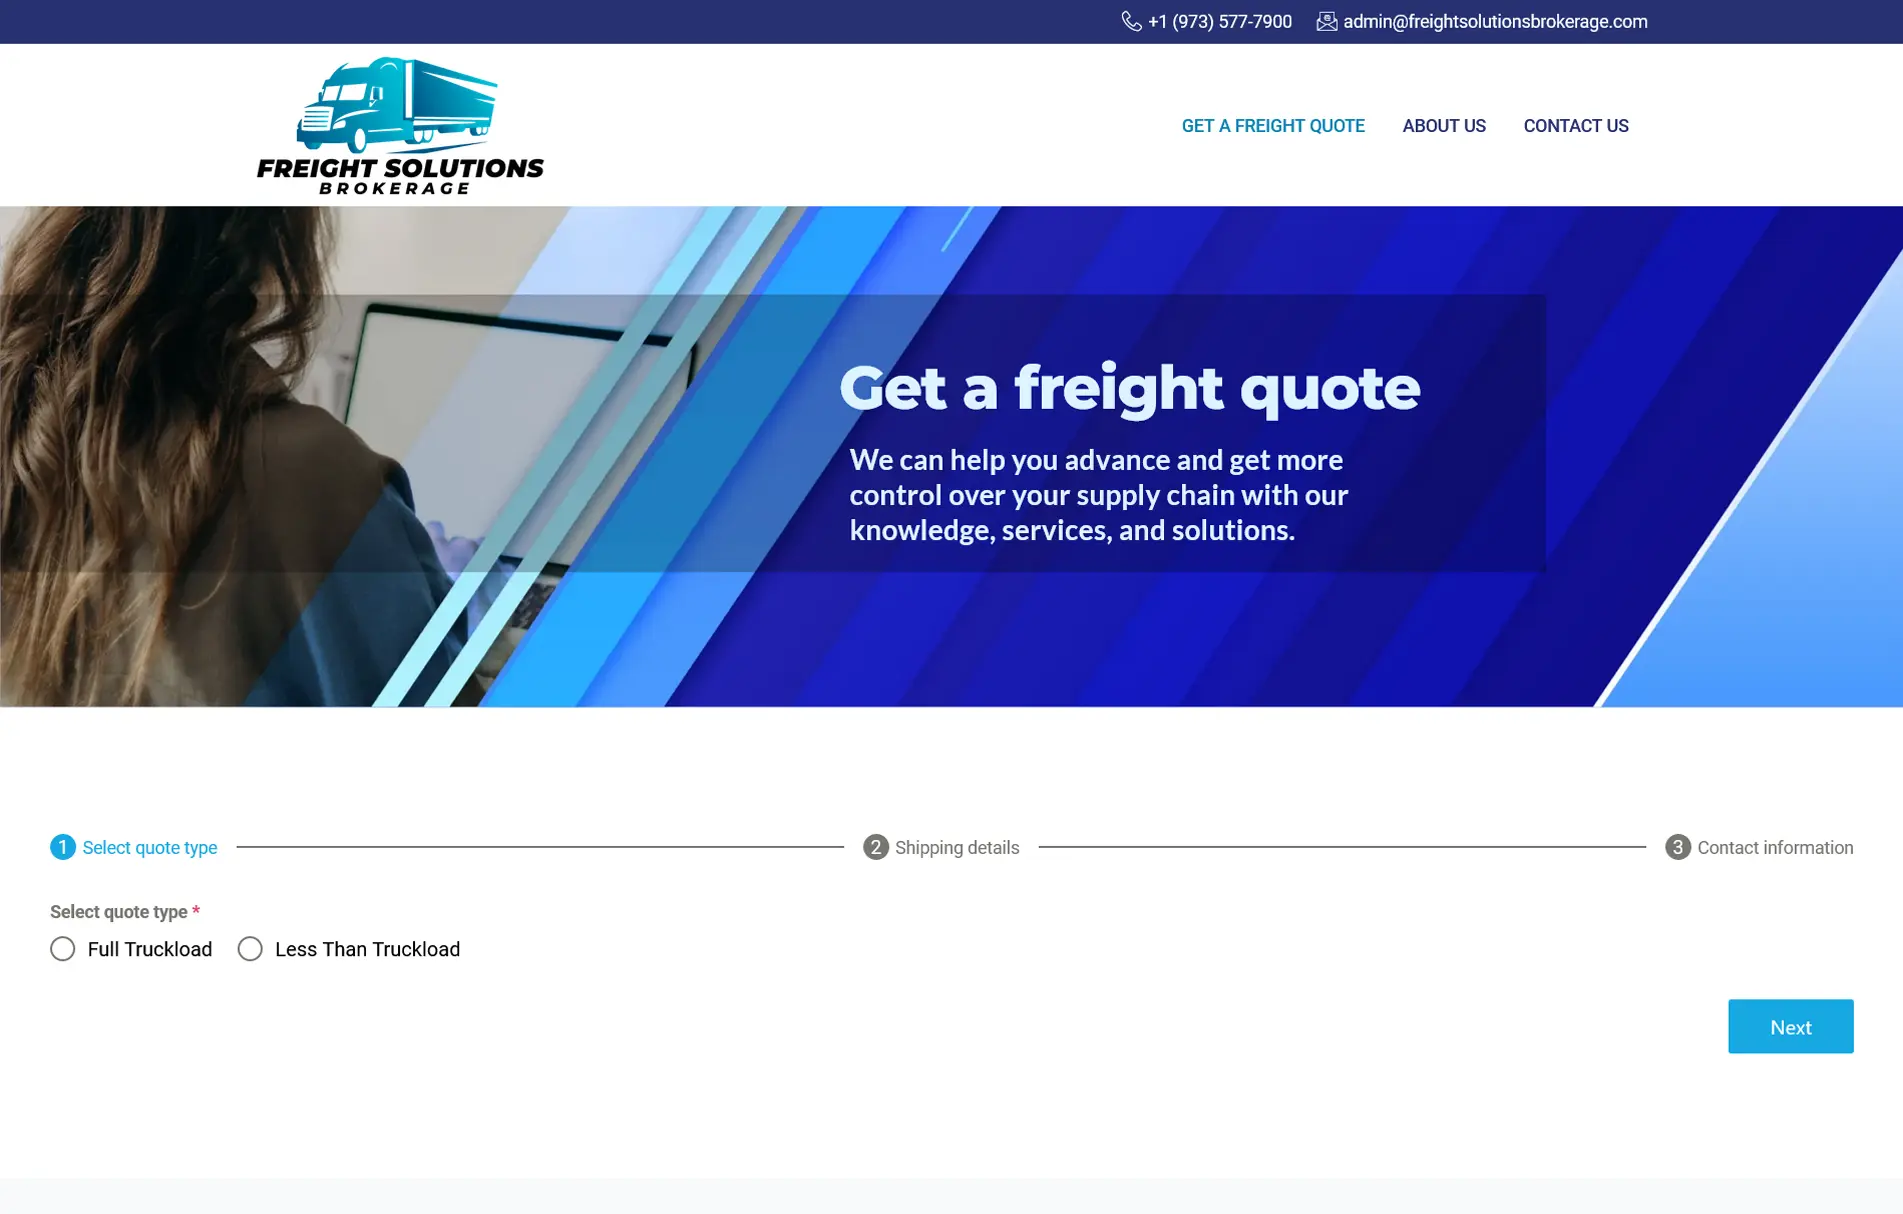 +1 (973) 577-7900 admin@freightsolutionsbrokerage.com
FREIGHT SOLUTIONS
BROKERAGE
GET A FREIGHT QUOTE ABOUT US CONTACT US
Get a freight quote
We can help you advance and get more
control over your supply chain with our
knowledge, services, and solutions.
1 Select quote type 2 Shipping details 3 Contact information
Select quote type *
Full Truckload Less Than Truckload
Next